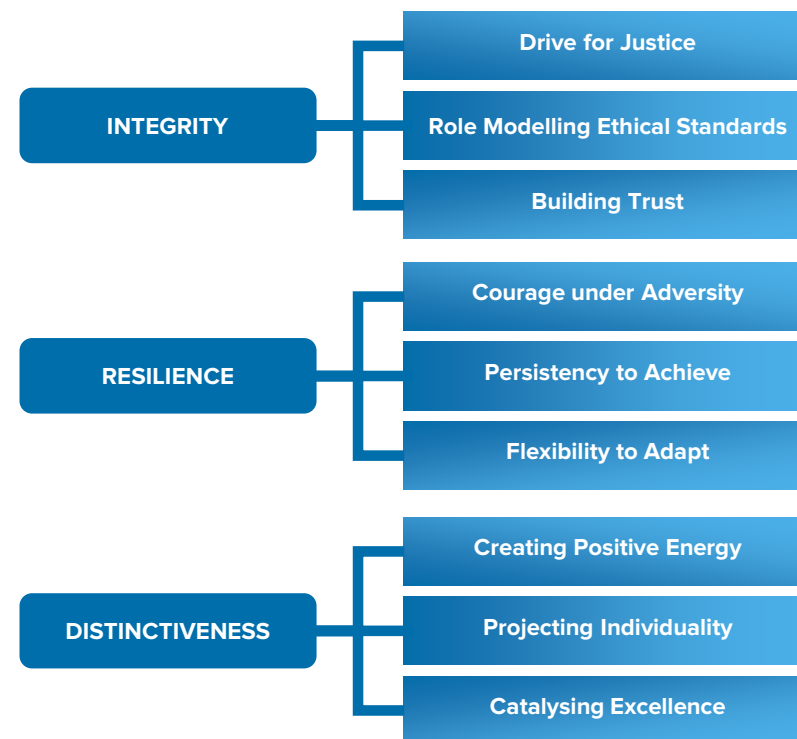 INTEGRITY
Drive for Justice
Role Modelling Ethical Standards
Building Trust
RESILIENCE
Courage under Adversity
Persistency to Achieve
Flexibility to Adapt
DISTINCTIVENESS
Creating Positive Energy
Projecting Individuality
Catalysing Excellence